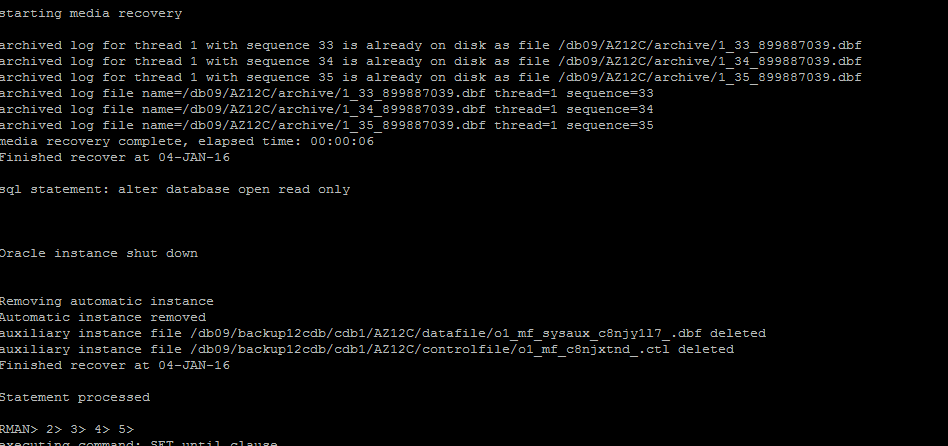 starting media recovery
archived log for thread 1 with sequence 33 is already on disk as file /db09/AZ12C/archive/1_33_899887039.dbf
archived log for thread 1 with sequence 34 is already on disk as file /db09/AZ12C/archive/1_34_899887039.dbf
archived log for thread 1 with sequence 35 is already on disk as file /db09/AZ12C/archive/1_35_899887039.dbf
archived log file name=/db09/AZ12C/archive/1_33_899887039.dbf thread=1 sequence=33
archived log file name=/db09/AZ12C/archive/1_34_899887039.dbf thread=1 sequence=34
archived log file name=/db09/AZ12C/archive/1_35_899887039.dbf thread=1 sequence=35
media recovery complete, elapsed time: 00:00:06
Finished recover at 04-JAN-16
sql statement: alter database open read only
Oracle instance shut down
Removing automatic instance
Automatic instance removed
auxiliary instance file /db09/backup12cdb/cdb1/AZ12C/datafile/o1_mf_sysaux_c8njy1l7_.dbf deleted
auxiliary instance file /db09/backup12cdb/cdb1/AZ12C/controlfile/o1_mf_c8njxtnd_.ctl deleted
Finished recover at 04-JAN-16
Statement processed
RMAN> 2> 3> 4> 5>
executing command: SET until clause